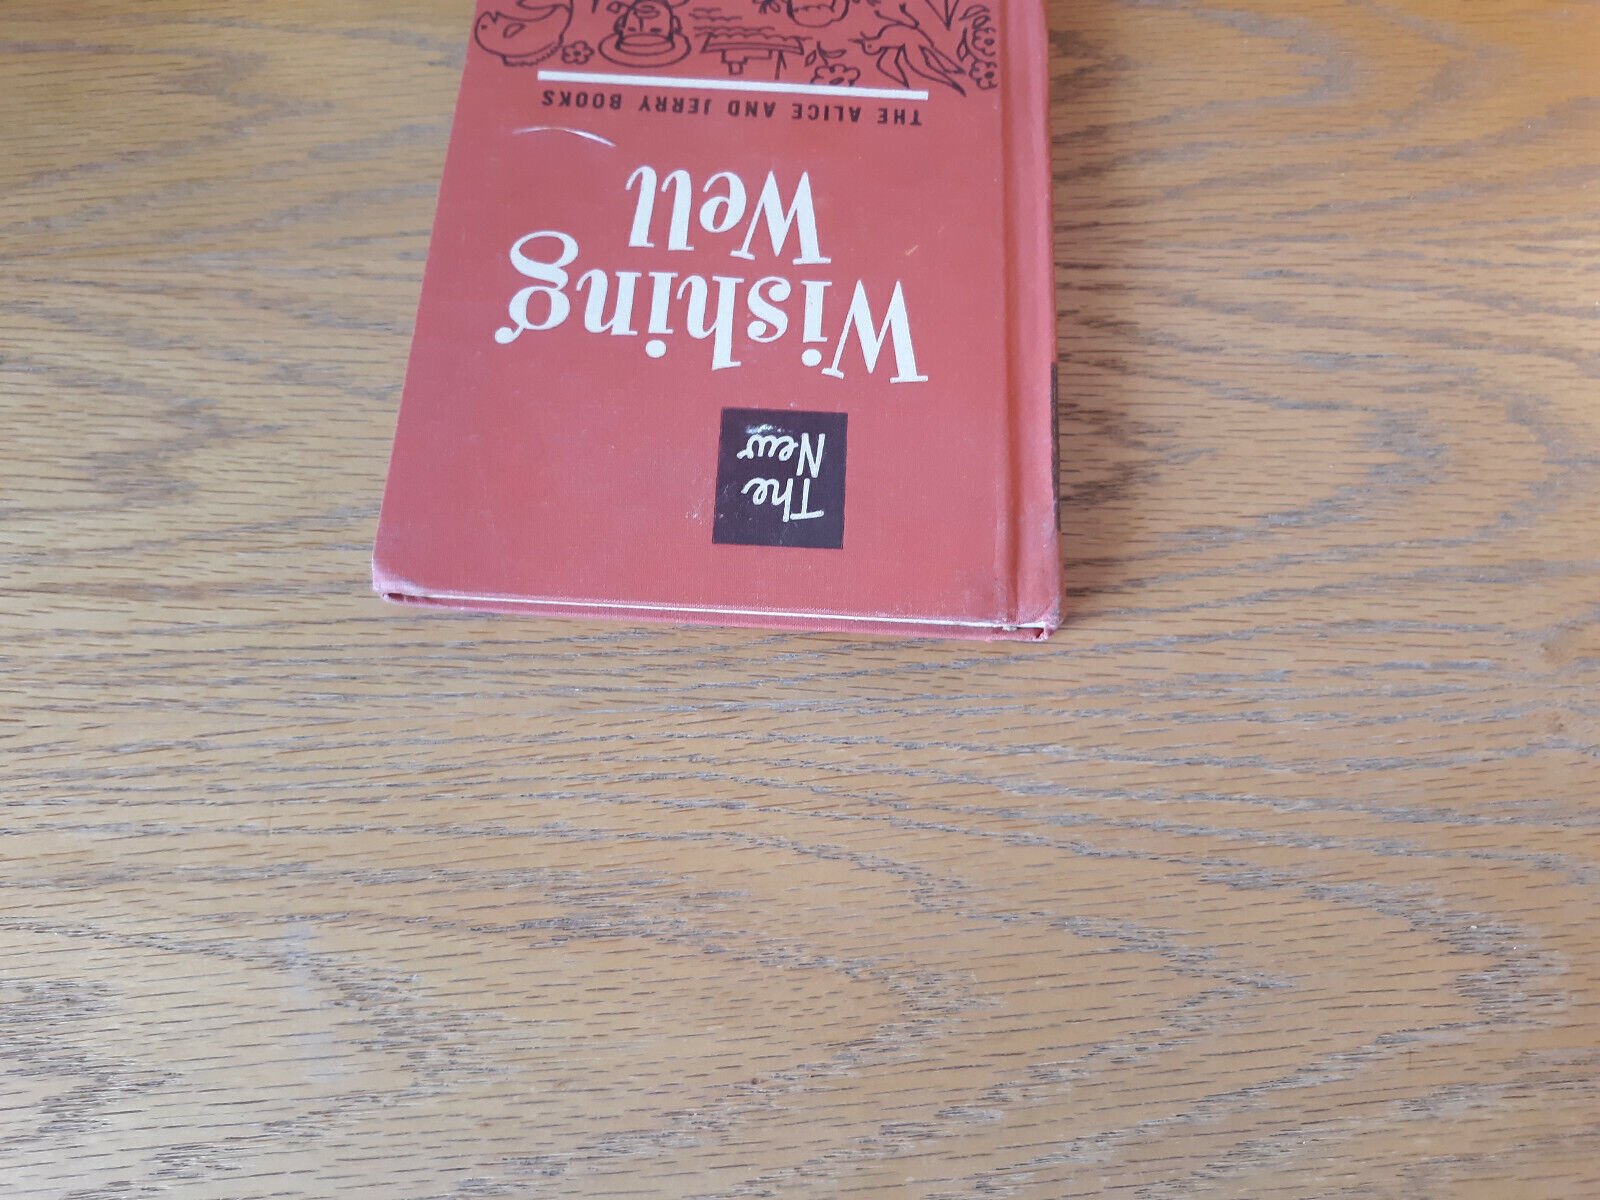 The
New
Wishing
Well
THE ALICE AND JERRY BOOKS